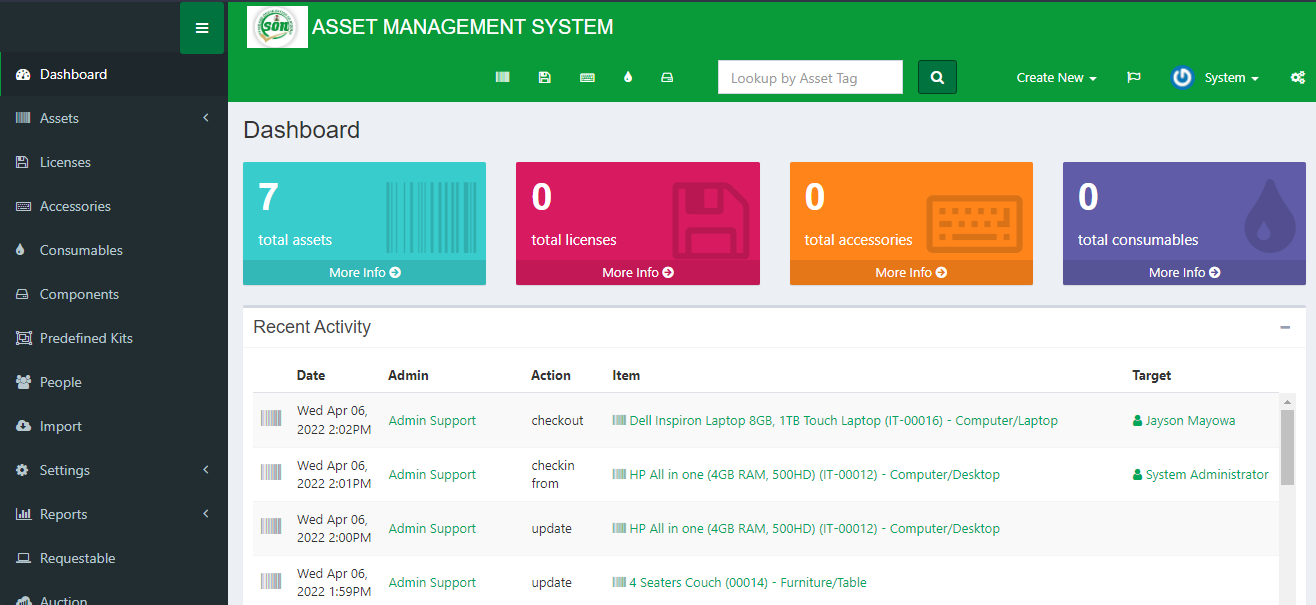 SON
ASSET MANAGEMENT SYSTEM
Lookup by Asset Tag
Create New
System
Dashboard
Assets
Licenses
Accessories
Consumables
Components
Predefined Kits
People
Import
Settings
Reports
Requestable
Auction
Dashboard
7
total assets
More Info
0
total licenses
More Info
0
total accessories
More Info
0
total consumables
More Info
Recent Activity
Date Admin Action Item Target
Wed Apr 06,
2022 2:02PM
Admin Support
checkout
Dell Inspiron Laptop 8GB, 1TB Touch Laptop (IT-00016) - Computer/Laptop
Jayson Mayowa
Wed Apr 06,
2022 2:01PM
Admin Support
checkin
from
HP All in one (4GB RAM, 500HD) (IT-00012) - Computer/Desktop
System Administrator
Wed Apr 06,
2022 2:00PM
Admin Support
update
HP All in one (4GB RAM, 500HD) (IT-00012) - Computer/Desktop
Wed Apr 06,
2022 1:59PM
Admin Support
update
4 Seaters Couch (00014) - Furniture/Table